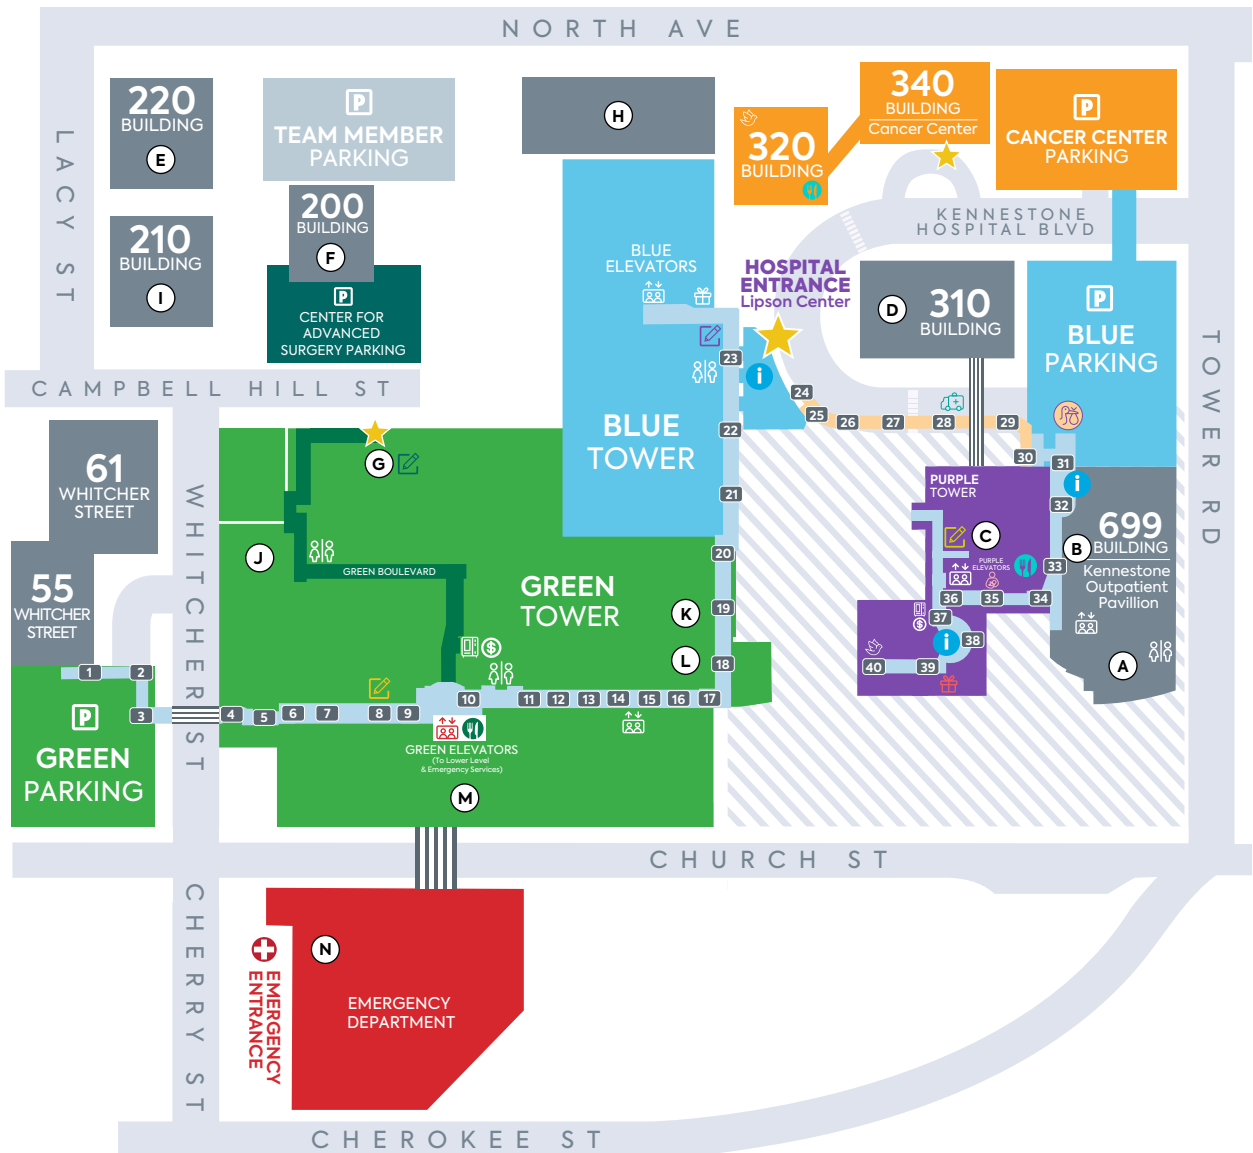 NORTH AVE
LACY ST
220
BUILDING
E
P
TEAM MEMBER
PARKING
H
320
BUILDING
340
BUILDING
Cancer Center
P
CANCER CENTER
PARKING
200
BUILDING
F
210
BUILDING
I
P
CENTER FOR
ADVANCED
SURGERY PARKING
KENNESTONE
HOSPITAL BLVD
BLUE
ELEVATORS
HOSPITAL
ENTRANCE
Lipson Center
i
D
310
BUILDING
P
BLUE
PARKING
TOWER RD
CAMPBELL HILL ST
23
24
25
26
27
28
29
30
31
22
BLUE
TOWER
21
61
WHITCHER
STREET
WHITCHER ST
G
J
GREEN BOULEVARD
PURPLE
TOWER
i
32
C
PURPLE
ELEVATORS
B
33
699
BUILDING
Kennestone
Outpatient
Pavillion
A
20
55
WHITCHER
STREET
GREEN
TOWER
K
19
L
18
36
35
34
37
i
38
40
39
$
$
1
2
3
4
5
6
7
8
9
10
11
12
13
14
15
16
17
P
GREEN
PARKING
GREEN ELEVATORS
(To Lower Level
& Emergency Services)
M
CHURCH ST
CHERRY ST
N
EMERGENCY
ENTRANCE
EMERGENCY
DEPARTMENT
CHEROKEE ST